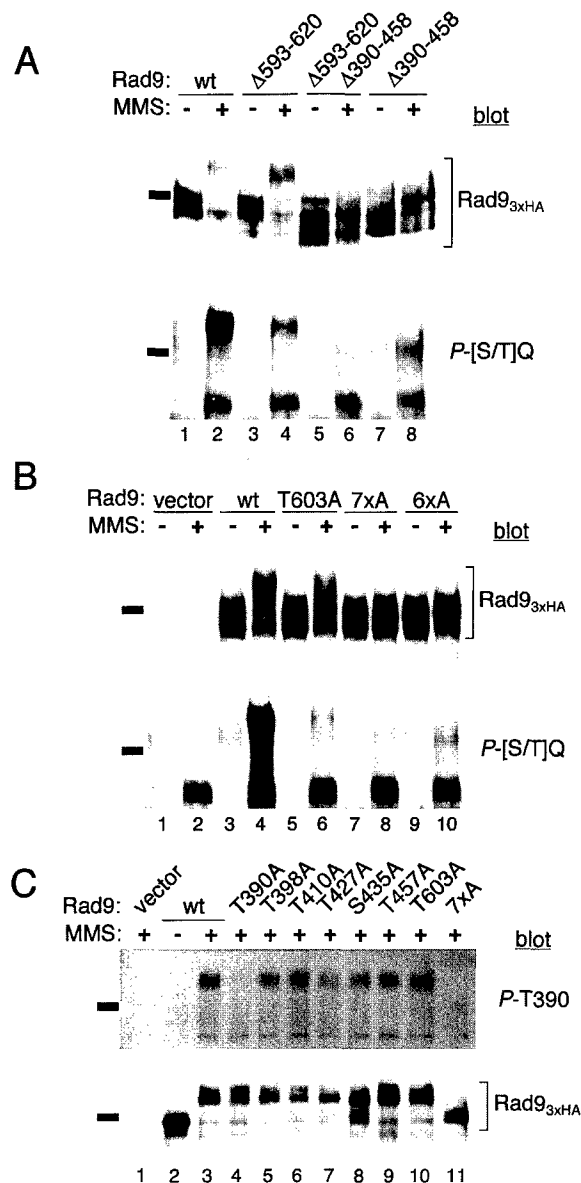 A
Rad9: wt Δ593-620 Δ593-620 Δ390-458 Δ390-458
MMS: - + - + - + - + blot
Rad93xHA
P-[S/T]Q
1 2 3 4 5 6 7 8
B
Rad9: vector wt T603A 7xA 6xA
MMS: - + - + - + - + - + blot
Rad93xHA
P-[S/T]Q
1 2 3 4 5 6 7 8 9 10
C
Rad9: vector wt T390A T398A T410A T427A S435A T457A T603A 7xA
MMS: + - + + + + + + + + + blot
P-T390
Rad93xHA
1 2 3 4 5 6 7 8 9 10 11